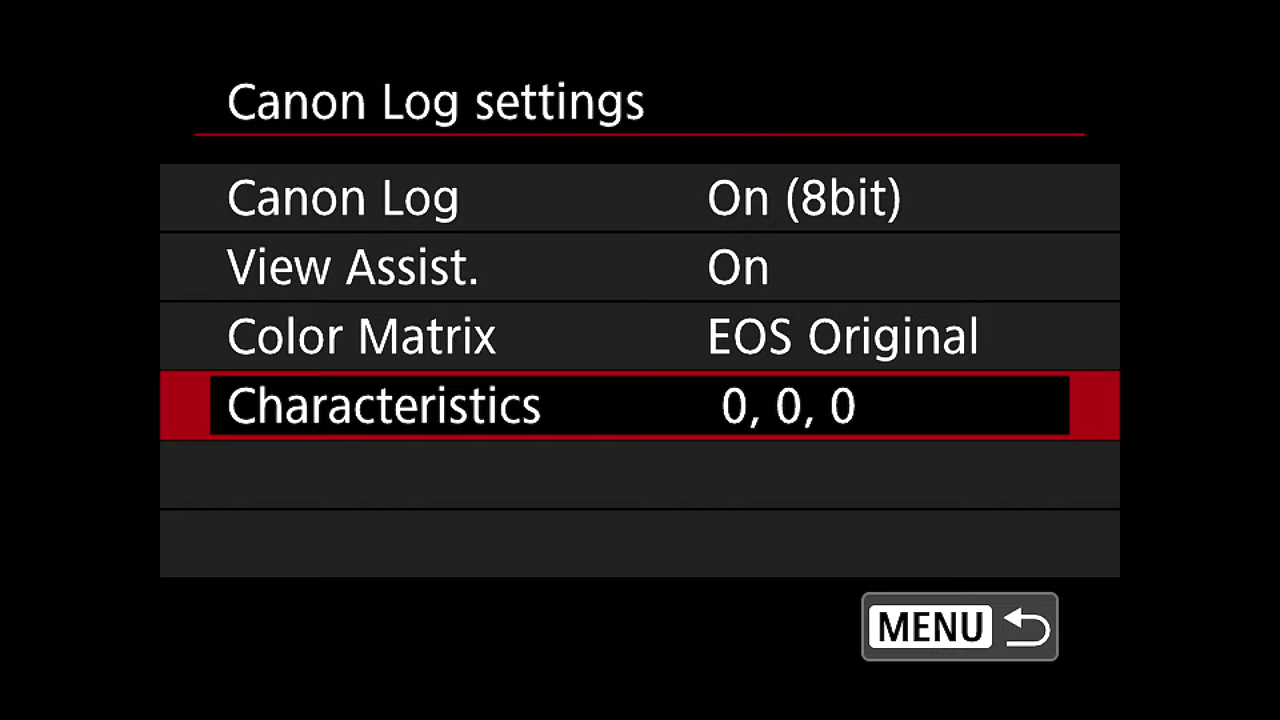 Canon Log settings
Canon Log On (8bit)
View Assist. On
Color Matrix EOS Original
Characteristics 0, 0, 0
MENU